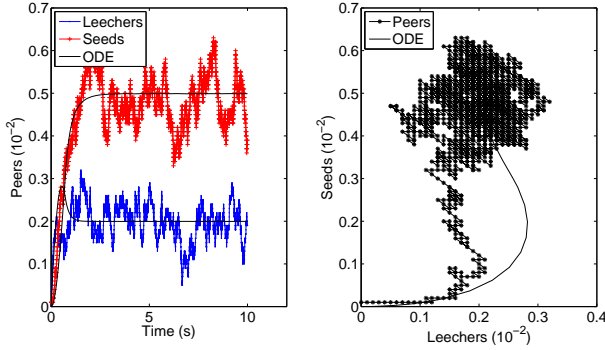 Leechers
Seeds
ODE
0.7
0.6
0.5
0.4
0.3
0.2
0.1
0
Peers (10⁻²)
0 5 10
Time (s)
Peers
ODE
0.7
0.6
0.5
0.4
0.3
0.2
0.1
0
Seeds (10⁻²)
0 0.1 0.2 0.3 0.4
Leechers (10⁻²)